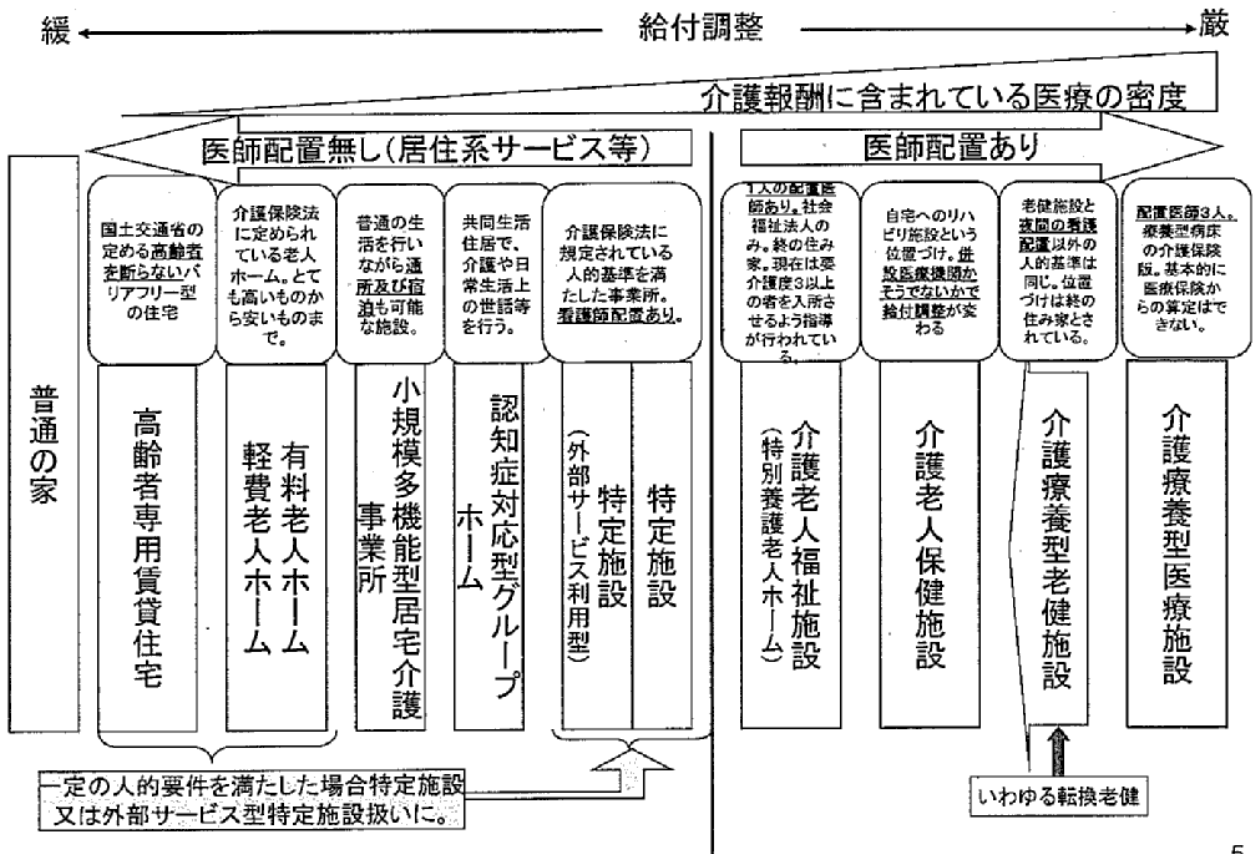 緩 給付調整 厳
介護報酬に含まれている医療の密度
医師配置無し(居住系サービス等)
医師配置あり
普通の家
国土交通省の
定める高齢者
を断らないバ
リアフリー型
の住宅
高齢者専用賃貸住宅
介護保険法
に定められ
ている老人
ホーム。とて
も高いものか
ら安いものま
で。
有料老人ホーム
軽費老人ホーム
普通の生
活を行い
ながら通
所及び宿
泊も可能
な施設。
小規模多機能型居宅介護
事業所
共同生活
住居で、
介護や日
常生活上
の世話等
を行う。
認知症対応型グループ
ホーム
介護保険法に
規定されている
人的基準を満
たした事業所。
看護師配置あり。
特定施設
特定施設
(外部サービス利用型)
1人の配置医
師あり。社会
福祉法人の
み。終の住み
家。現在は要
介護度3以上
の者を入所さ
せるよう指導
が行われてい
る。
介護老人福祉施設
(特別養護老人ホーム)
自宅へのリハ
ビリ施設という
位置づけ。併
設医療機関か
そうでないかで
給付調整が変
わる
介護老人保健施設
老健施設と
夜間の看護
配置以外の
人的基準は
同じ。位置
づけは終の
住み家とさ
れている。
介護療養型老健施設
配置医師3人。
療養型病床
の介護保険
版。基本的に
医療保険か
らの算定はで
きない。
介護療養型医療施設
一定の人的要件を満たした場合特定施設
又は外部サービス型特定施設扱いに。
いわゆる転換老健
5